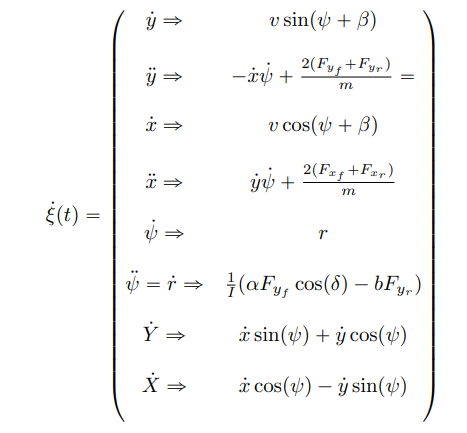 ẏ ⇒ v sin(ψ + β)
ÿ ⇒ −ẋψ̇ + 2(F_{y_f}+F_{y_r})/m =
ẋ ⇒ v cos(ψ + β)
ẍ ⇒ ẏψ̇ + 2(F_{x_f}+F_{x_r})/m
ξ̇(t) =
ψ̇ ⇒ r
ψ̈ = ṙ ⇒ 1/I(αF_{y_f} cos(δ) − bF_{y_r})
Ẏ ⇒ ẋ sin(ψ) + ẏ cos(ψ)
Ẋ ⇒ ẋ cos(ψ) − ẏ sin(ψ)